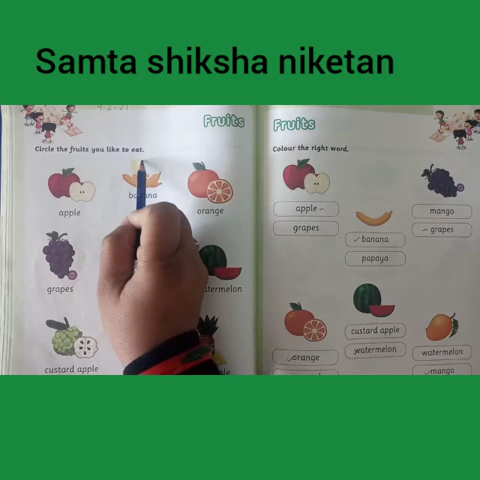 Samta shiksha niketan
Fruits
Circle the fruits you like to eat.
apple
orange
grapes
custard apple
Fruits
Colour the right word.
apple
grapes
banana
papaya
mango
grapes
orange
custard apple
watermelon
watermelon
mango